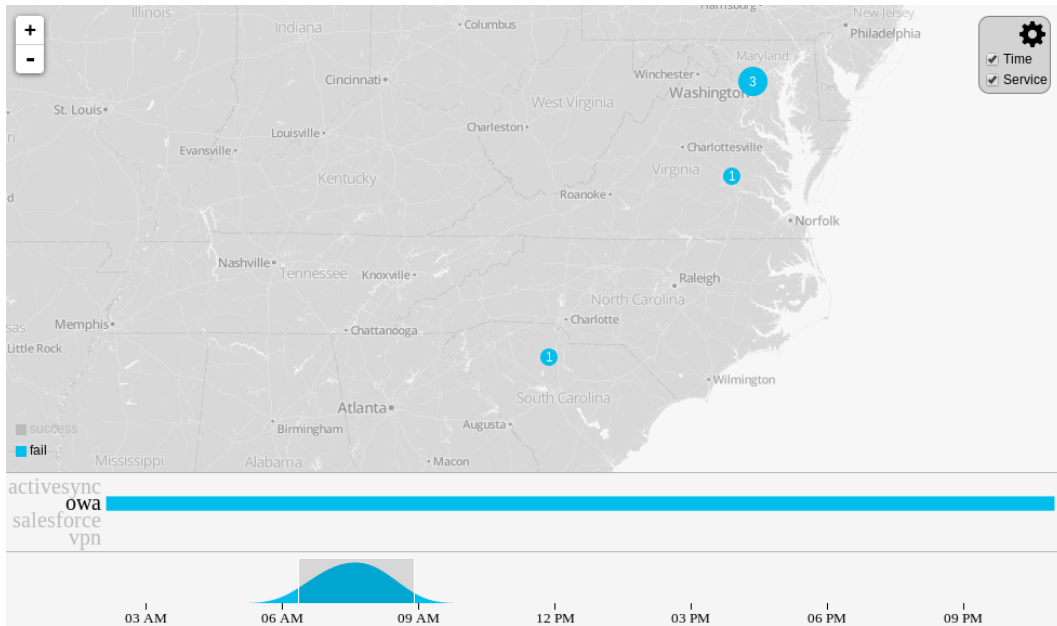 Illinois
Indiana
Columbus
Harrisburg
New Jersey
Philadelphia
+
-
Time
Service
Maryland
Cincinnati
Winchester
3
Washington
De
St. Louis
West Virginia
Charleston
Louisville
ri
Evansville
Charlottesville
Kentucky
Virginia
1
d
Roanoke
Norfolk
Nashville
Tennessee
Knoxville
Raleigh
North Carolina
sas
Memphis
Chattanooga
Charlotte
Little Rock
1
Wilmington
South Carolina
Atlanta
success
Birmingham
Augusta
fail
Mississippi
Alabama
Macon
activesync
owa
salesforce
vpn
03 AM
06 AM
09 AM
12 PM
03 PM
06 PM
09 PM